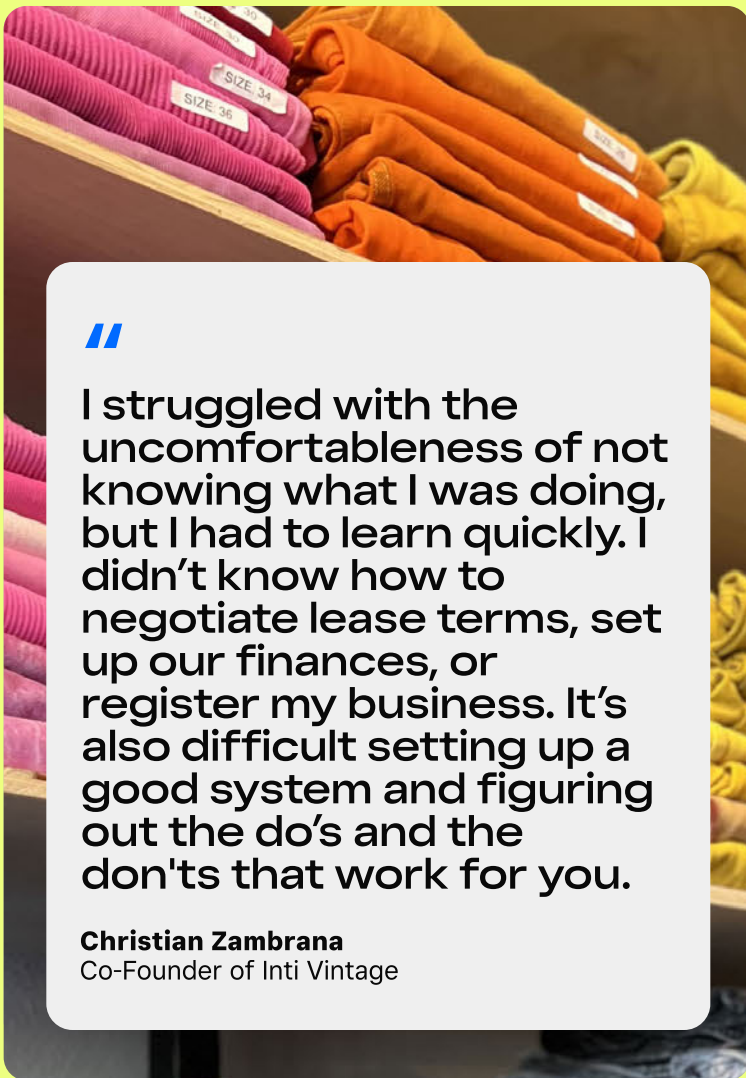 SIZE 30
SIZE 34
SIZE 36
“
I struggled with the
uncomfortableness of not
knowing what I was doing,
but I had to learn quickly. I
didn’t know how to
negotiate lease terms, set
up our finances, or
register my business. It’s
also difficult setting up a
good system and figuring
out the do’s and the
don'ts that work for you.
Christian Zambrana
Co-Founder of Inti Vintage